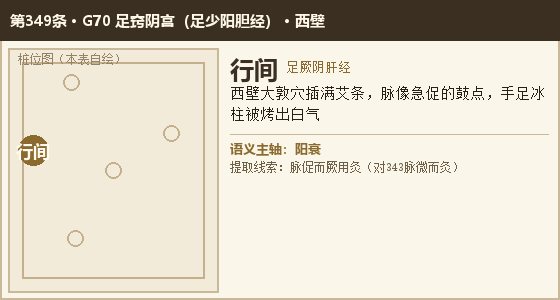 第349条·G70 足窍阴宫（足少阳胆经）·西壁
桩位图（本表自绘）
行间
行间 足厥阴肝经
西壁大敦穴插满艾条，脉像急促的鼓点，手足冰
柱被烤出白气
语义主轴：阳衰
提取线索：脉促而厥用灸（对343脉微而灸）